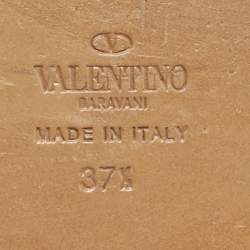 VALENTINO
GARAVANI
MADE IN ITALY
37½